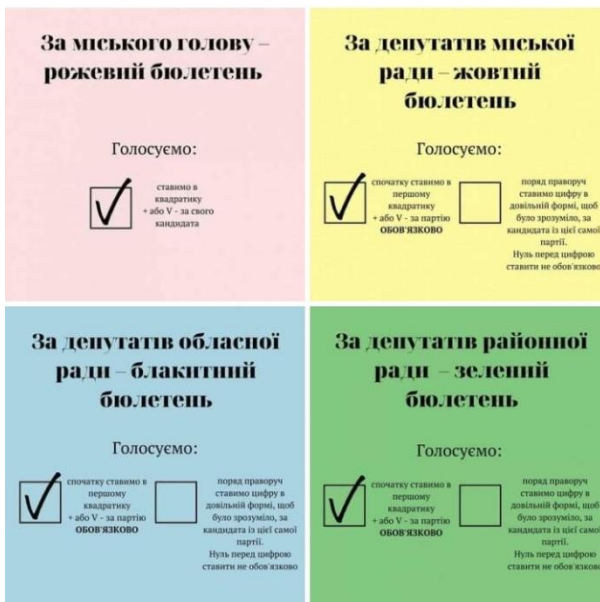 За міського голову –
рожевий бюлетень
Голосуємо:
ставимо в
квадратику
+ або V - за свого
кандидата
За депутатів міської
ради – жовтий
бюлетень
Голосуємо:
спочатку ставимо в
першому
квадратику
+ або V - за партію
ОБОВ'ЯЗКОВО
поряд праворуч
ставимо цифру в
довільній формі, щоб
було зрозуміло, за
кандидата із цієї самої
партії.
Нуль перед цифрою
ставити не обов'язково
За депутатів обласної
ради – блакитний
бюлетень
Голосуємо:
спочатку ставимо в
першому
квадратику
+ або V - за партію
ОБОВ'ЯЗКОВО
поряд праворуч
ставимо цифру в
довільній формі, щоб
було зрозуміло, за
кандидата із цієї самої
партії.
Нуль перед цифрою
ставити не обов'язково
За депутатів районної
ради – зелений
бюлетень
Голосуємо:
спочатку ставимо в
першому
квадратику
+ або V - за партію
ОБОВ'ЯЗКОВО
поряд праворуч
ставимо цифру в
довільній формі, щоб
було зрозуміло, за
кандидата із цієї самої
партії.
Нуль перед цифрою
ставити не обов'язково